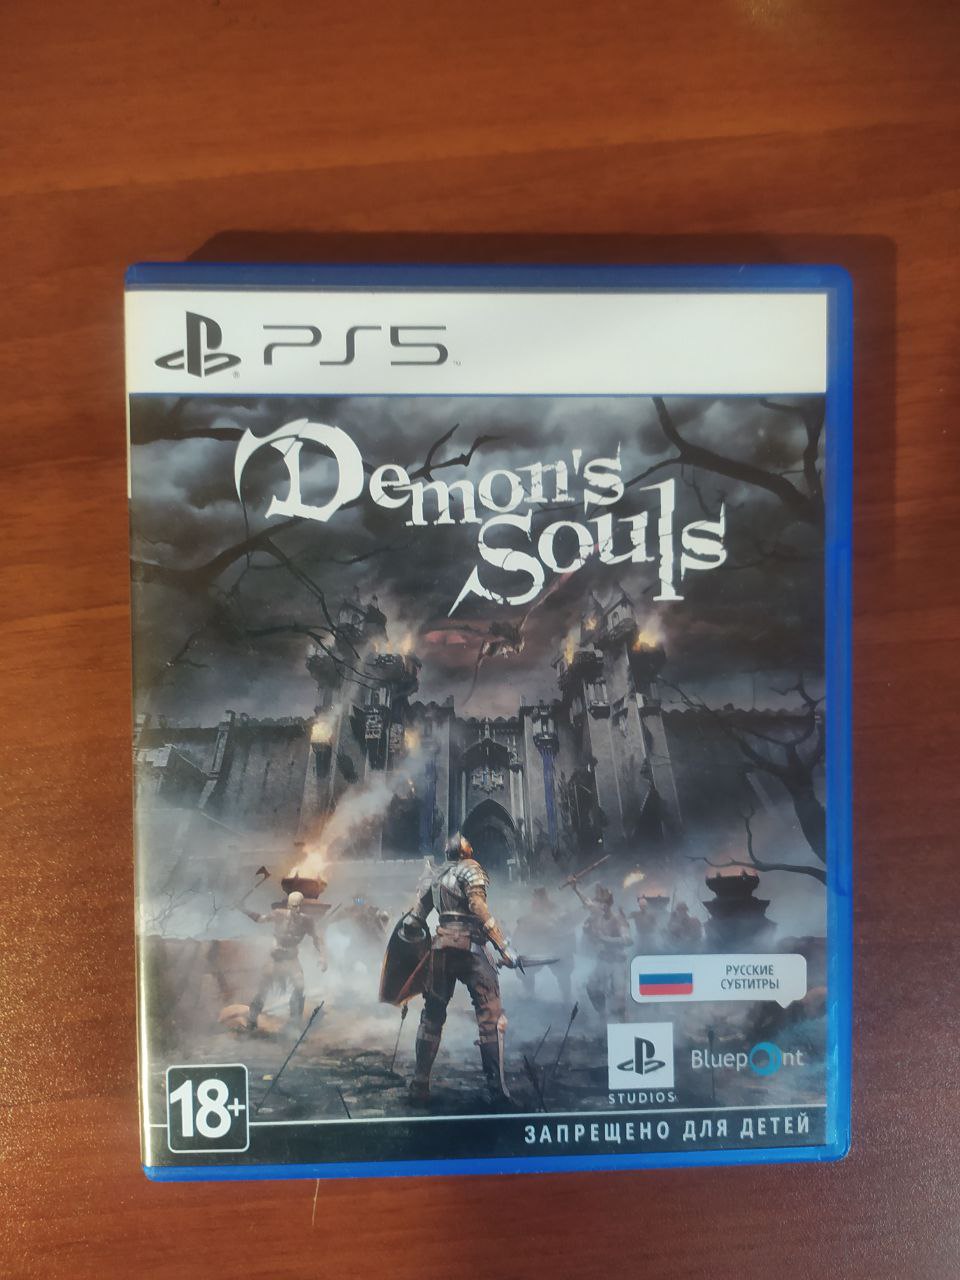 PS5
Demon's
Souls
РУССКИЕ
СУБТИТРЫ
STUDIOS
Bluepoint
18+
ЗАПРЕЩЕНО ДЛЯ ДЕТЕЙ